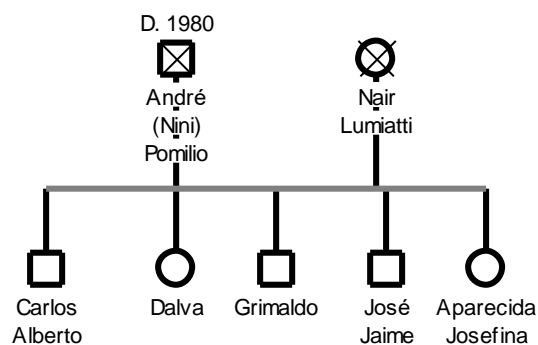 D. 1980
André
(Nini)
Pomilio
Nair
Lumiatti
Carlos
Alberto
Dalva
Grimaldo
José
Jaime
Aparecida
Josefina